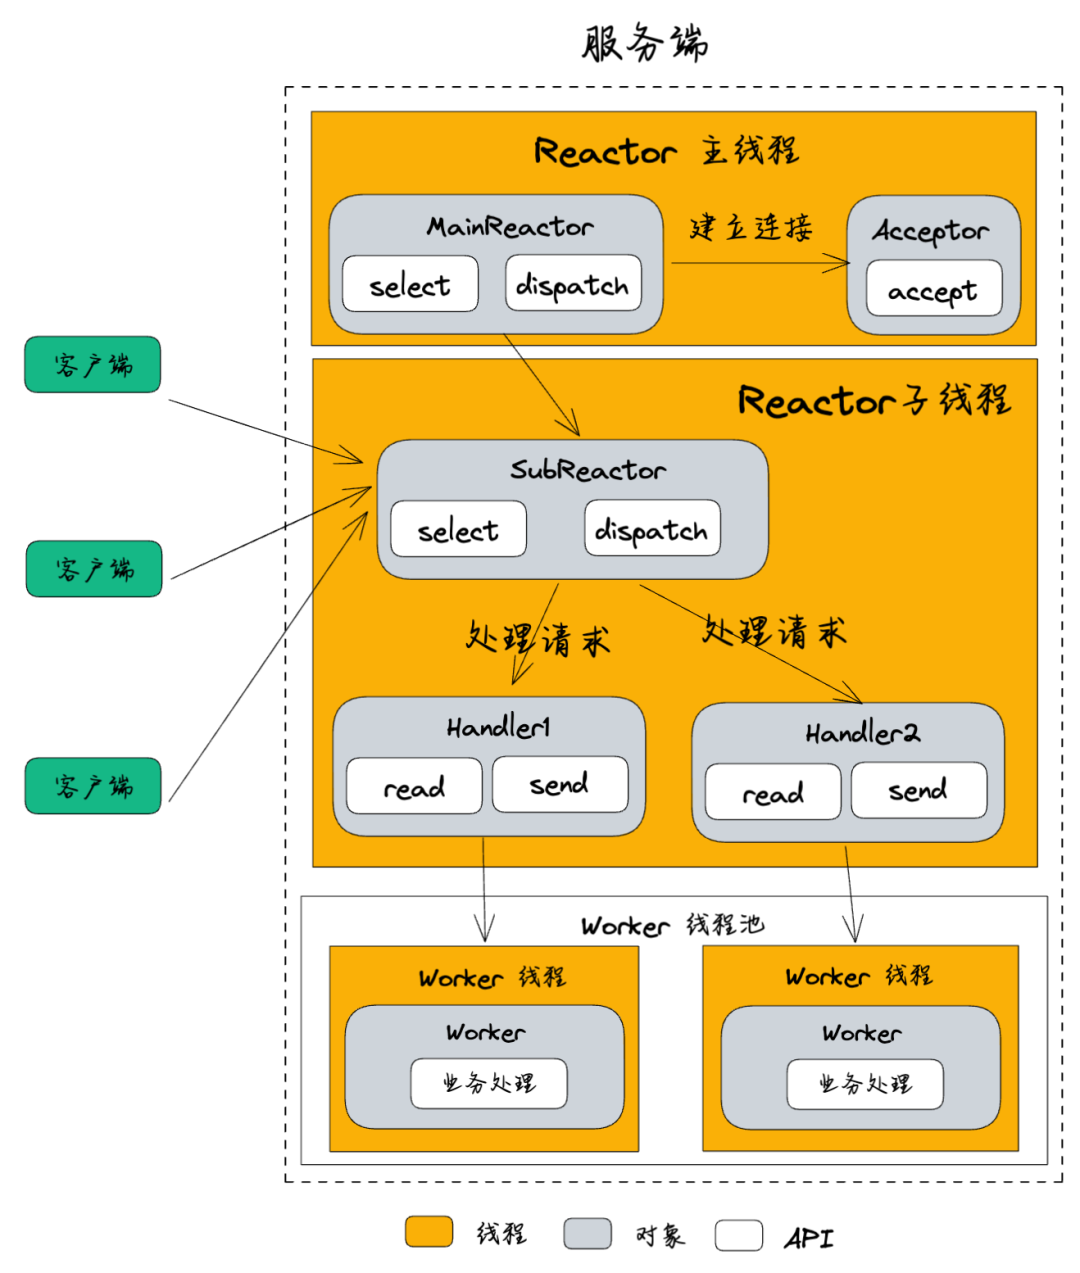 服务端
Reactor 主线程
MainReactor
select
dispatch
建立连接
Acceptor
accept
客户端
客户端
客户端
Reactor子线程
SubReactor
select
dispatch
处理请求
处理请求
Handler1
read
send
Handler2
read
send
Worker 线程池
Worker 线程
Worker
业务处理
Worker 线程
Worker
业务处理
线程
对象
API